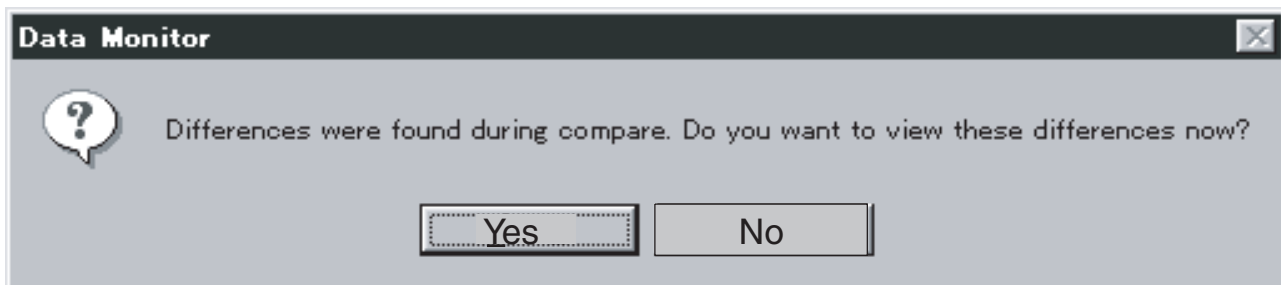 Data Monitor
?
Differences were found during compare. Do you want to view these differences now?
Yes
No